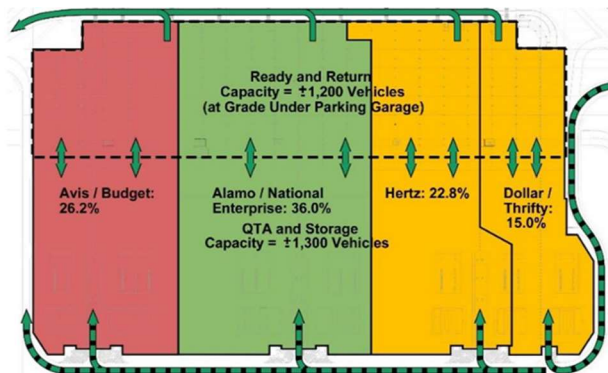 Ready and Return
Capacity = ±1,200 Vehicles
(at Grade Under Parking Garage)
Avis / Budget:
26.2%
Alamo / National
Enterprise: 36.0%
Hertz: 22.8%
Dollar /
Thrifty:
15.0%
QTA and Storage
Capacity = ±1,300 Vehicles